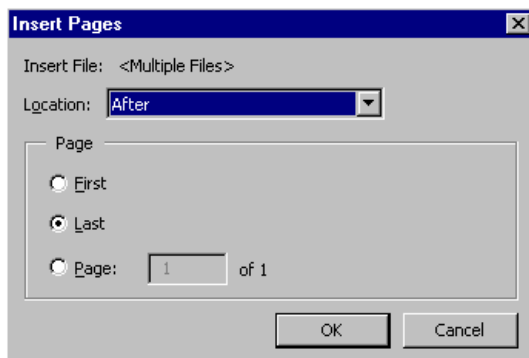 Insert Pages
Insert File: <Multiple Files>
Location: After
Page
First
Last
Page: 1 of 1
OK Cancel